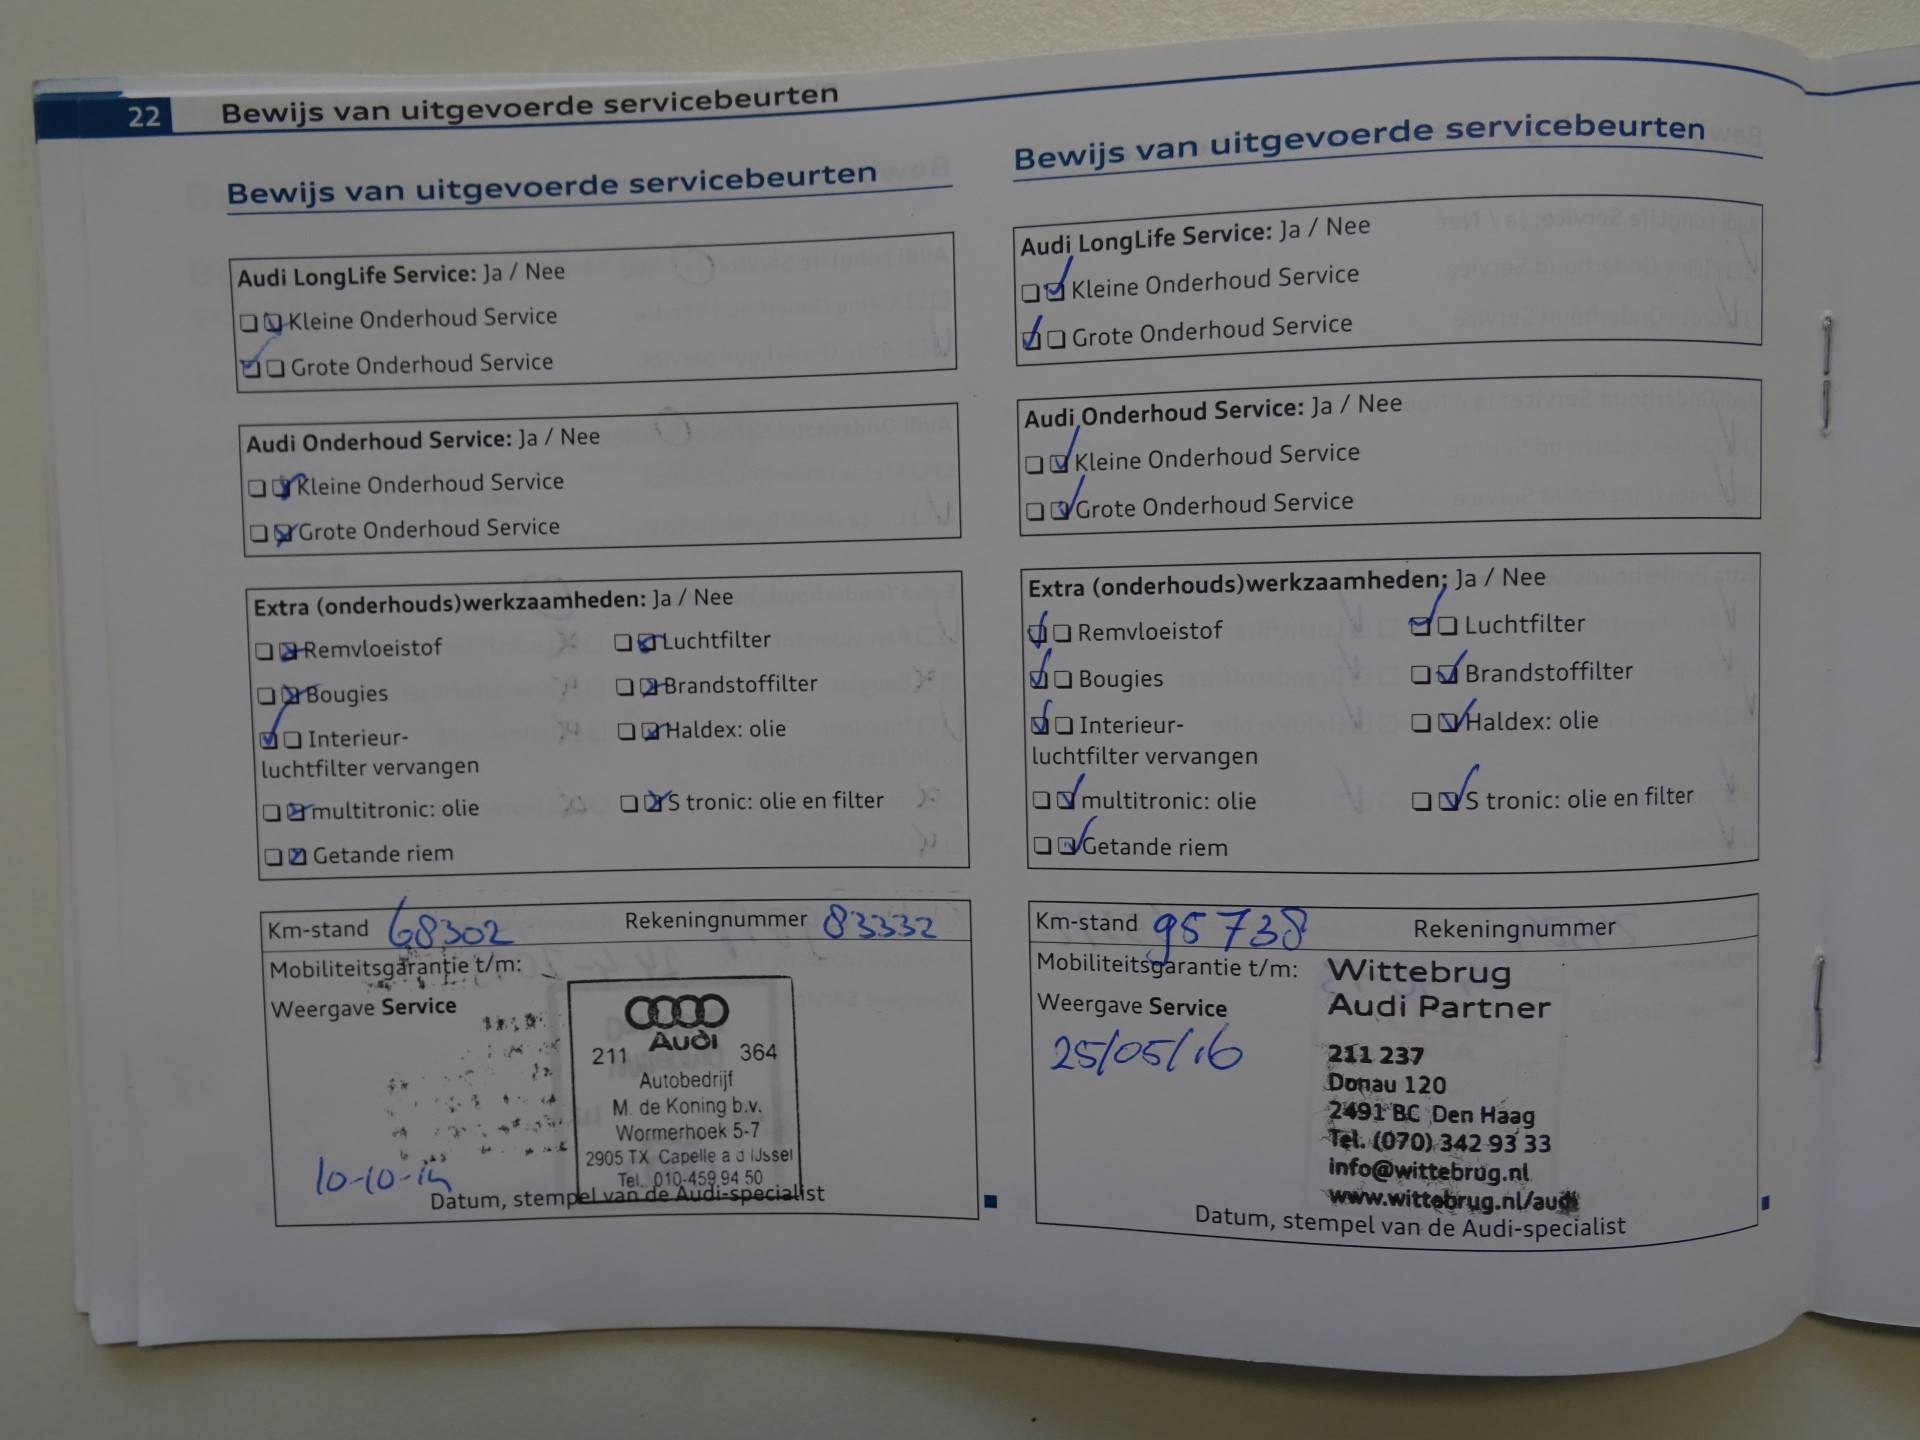 22 Bewijs van uitgevoerde servicebeurten
Bewijs van uitgevoerde servicebeurten
Audi LongLife Service: Ja / Nee
Kleine Onderhoud Service
Grote Onderhoud Service
Audi Onderhoud Service: Ja / Nee
Kleine Onderhoud Service
Grote Onderhoud Service
Extra (onderhouds)werkzaamheden: Ja / Nee
Remvloeistof Luchtfilter
Bougies Brandstoffilter
Interieur- Haldex: olie
luchtfilter vervangen
multitronic: olie S tronic: olie en filter
Getande riem
Km-stand 68302 Rekeningnummer 83332
Mobiliteitsgarantie t/m:
Weergave Service
Audi
211 364
Autobedrijf
M. de Koning b.v.
Wormerhoek 5-7
2905 TX Capelle a d IJssel
Tel. 010-459 94 50
10-10-14
Datum, stempel van de Audi-specialist
Bewijs van uitgevoerde servicebeurten
Audi LongLife Service: Ja / Nee
Kleine Onderhoud Service
Grote Onderhoud Service
Audi Onderhoud Service: Ja / Nee
Kleine Onderhoud Service
Grote Onderhoud Service
Extra (onderhouds)werkzaamheden: Ja / Nee
Remvloeistof Luchtfilter
Bougies Brandstoffilter
Interieur- Haldex: olie
luchtfilter vervangen
multitronic: olie S tronic: olie en filter
Getande riem
Km-stand 95738 Rekeningnummer
Mobiliteitsgarantie t/m:
Weergave Service
25/05/16
Wittebrug
Audi Partner
211 237
Donau 120
2491 BC Den Haag
Tel. (070) 342 93 33
info@wittebrug.nl
www.wittebrug.nl/audi
Datum, stempel van de Audi-specialist